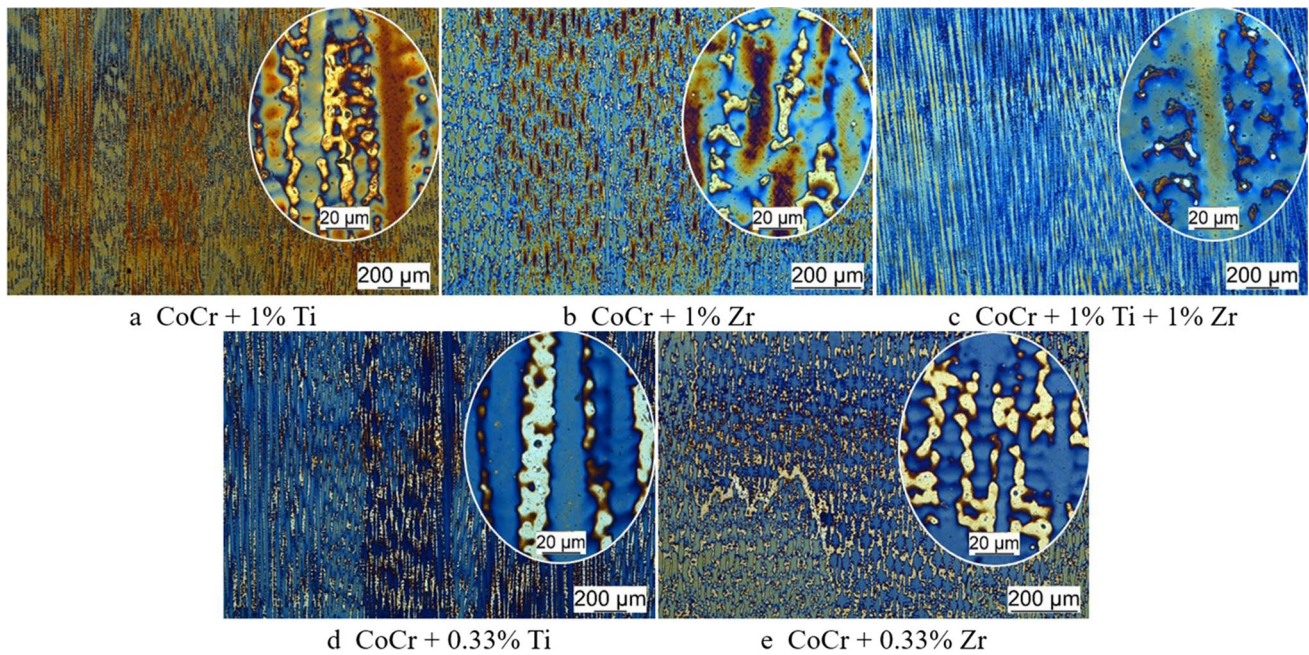 20 µm
200 µm
20 µm
200 µm
20 µm
200 µm
a CoCr + 1% Ti
b CoCr + 1% Zr
c CoCr + 1% Ti + 1% Zr
20 µm
200 µm
20 µm
200 µm
d CoCr + 0.33% Ti
e CoCr + 0.33% Zr